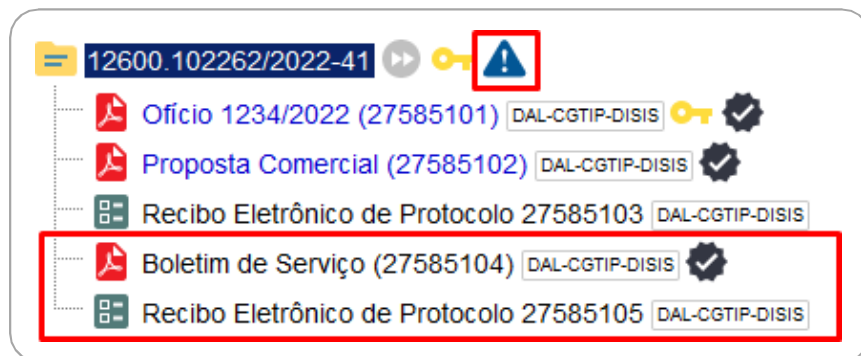 12600.102262/2022-41
Ofício 1234/2022 (27585101) DAL-CGTIP-DISIS
Proposta Comercial (27585102) DAL-CGTIP-DISIS
Recibo Eletrônico de Protocolo 27585103 DAL-CGTIP-DISIS
Boletim de Serviço (27585104) DAL-CGTIP-DISIS
Recibo Eletrônico de Protocolo 27585105 DAL-CGTIP-DISIS